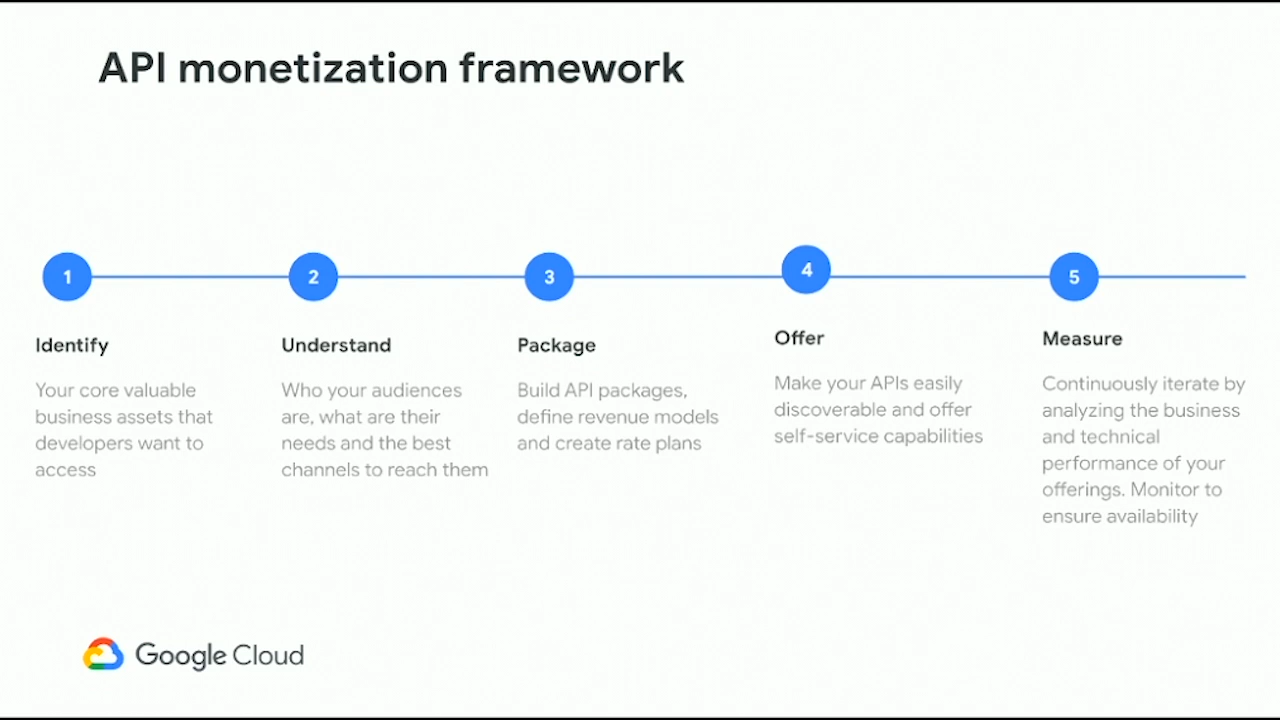 API monetization framework
1
2
3
4
5
Identify
Your core valuable
business assets that
developers want to
access
Understand
Who your audiences
are, what are their
needs and the best
channels to reach them
Package
Build API packages,
define revenue models
and create rate plans
Offer
Make your APIs easily
discoverable and offer
self-service capabilities
Measure
Continuously iterate by
analyzing the business
and technical
performance of your
offerings. Monitor to
ensure availability
Google Cloud